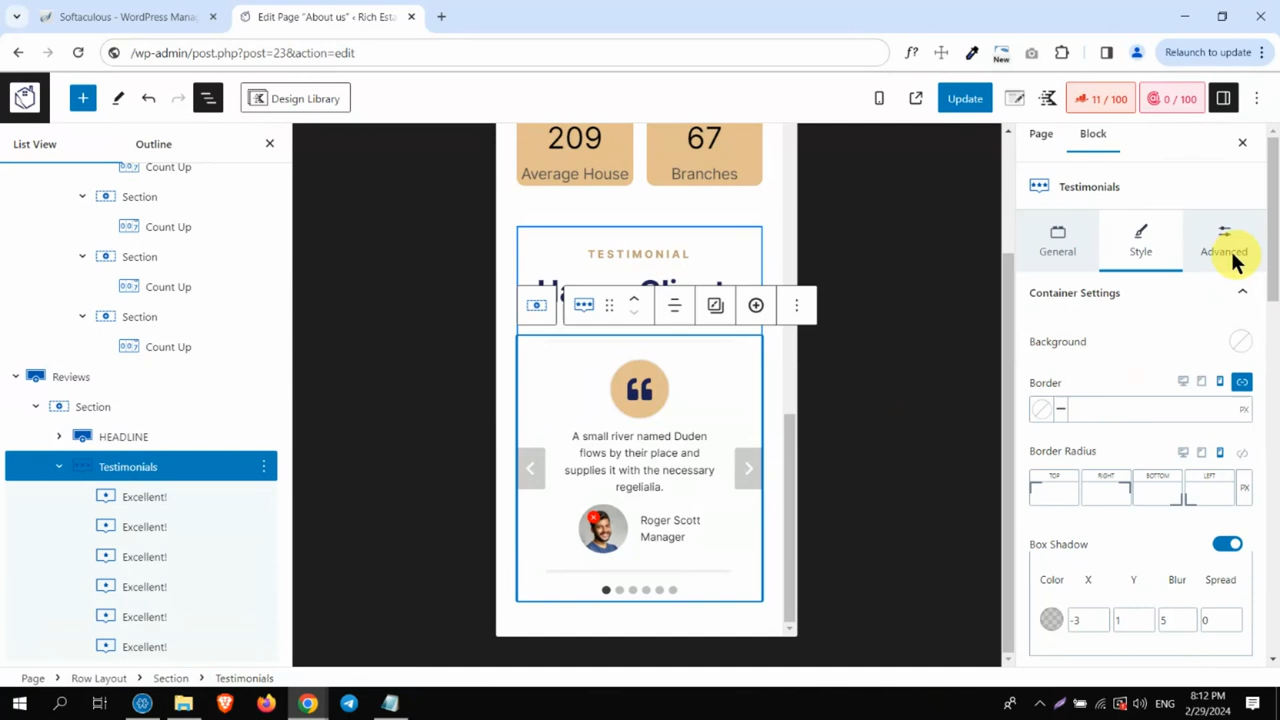 Softaculous - WordPress Mana
Edit Page "About us" ‹ Rich Esta
/wp-admin/post.php?post=23&action=edit
f?
New
Relaunch to update
Design Library
Update
11 / 100
0 / 100
List View
Outline
Count Up
Section
Count Up
Section
Count Up
Section
Count Up
Reviews
Section
HEADLINE
Testimonials
Excellent!
Excellent!
Excellent!
Excellent!
Excellent!
Excellent!
209
Average House
67
Branches
TESTIMONIAL
A small river named Duden
flows by their place and
supplies it with the necessary
regelialia.
Roger Scott
Manager
Page
Block
Testimonials
General
Style
Advanced
Container Settings
Background
Border
PX
Border Radius
TOP
RIGHT
BOTTOM
LEFT
PX
Box Shadow
Color
X
Y
Blur
Spread
-3
1
5
0
Page
Row Layout
Section
Testimonials
ENG
8:12 PM
2/29/2024